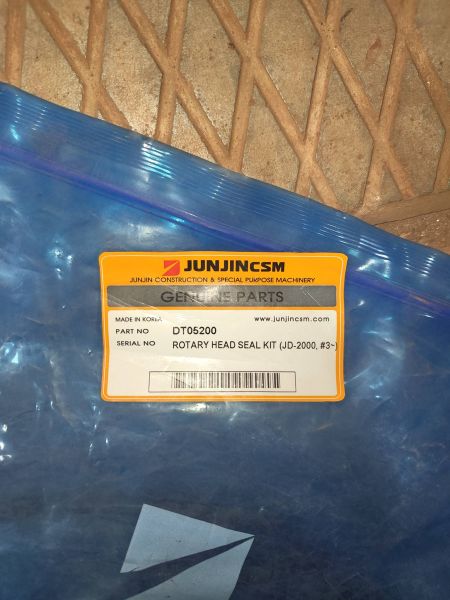 JUNJINCSM
JUNJIN CONSTRUCTION & SPECIAL PURPOSE MACHINERY
GENUINE PARTS
MADE IN KOREA
www.junjincsm.com
PART NO DT05200
SERIAL NO ROTARY HEAD SEAL KIT (JD-2000, #3~)